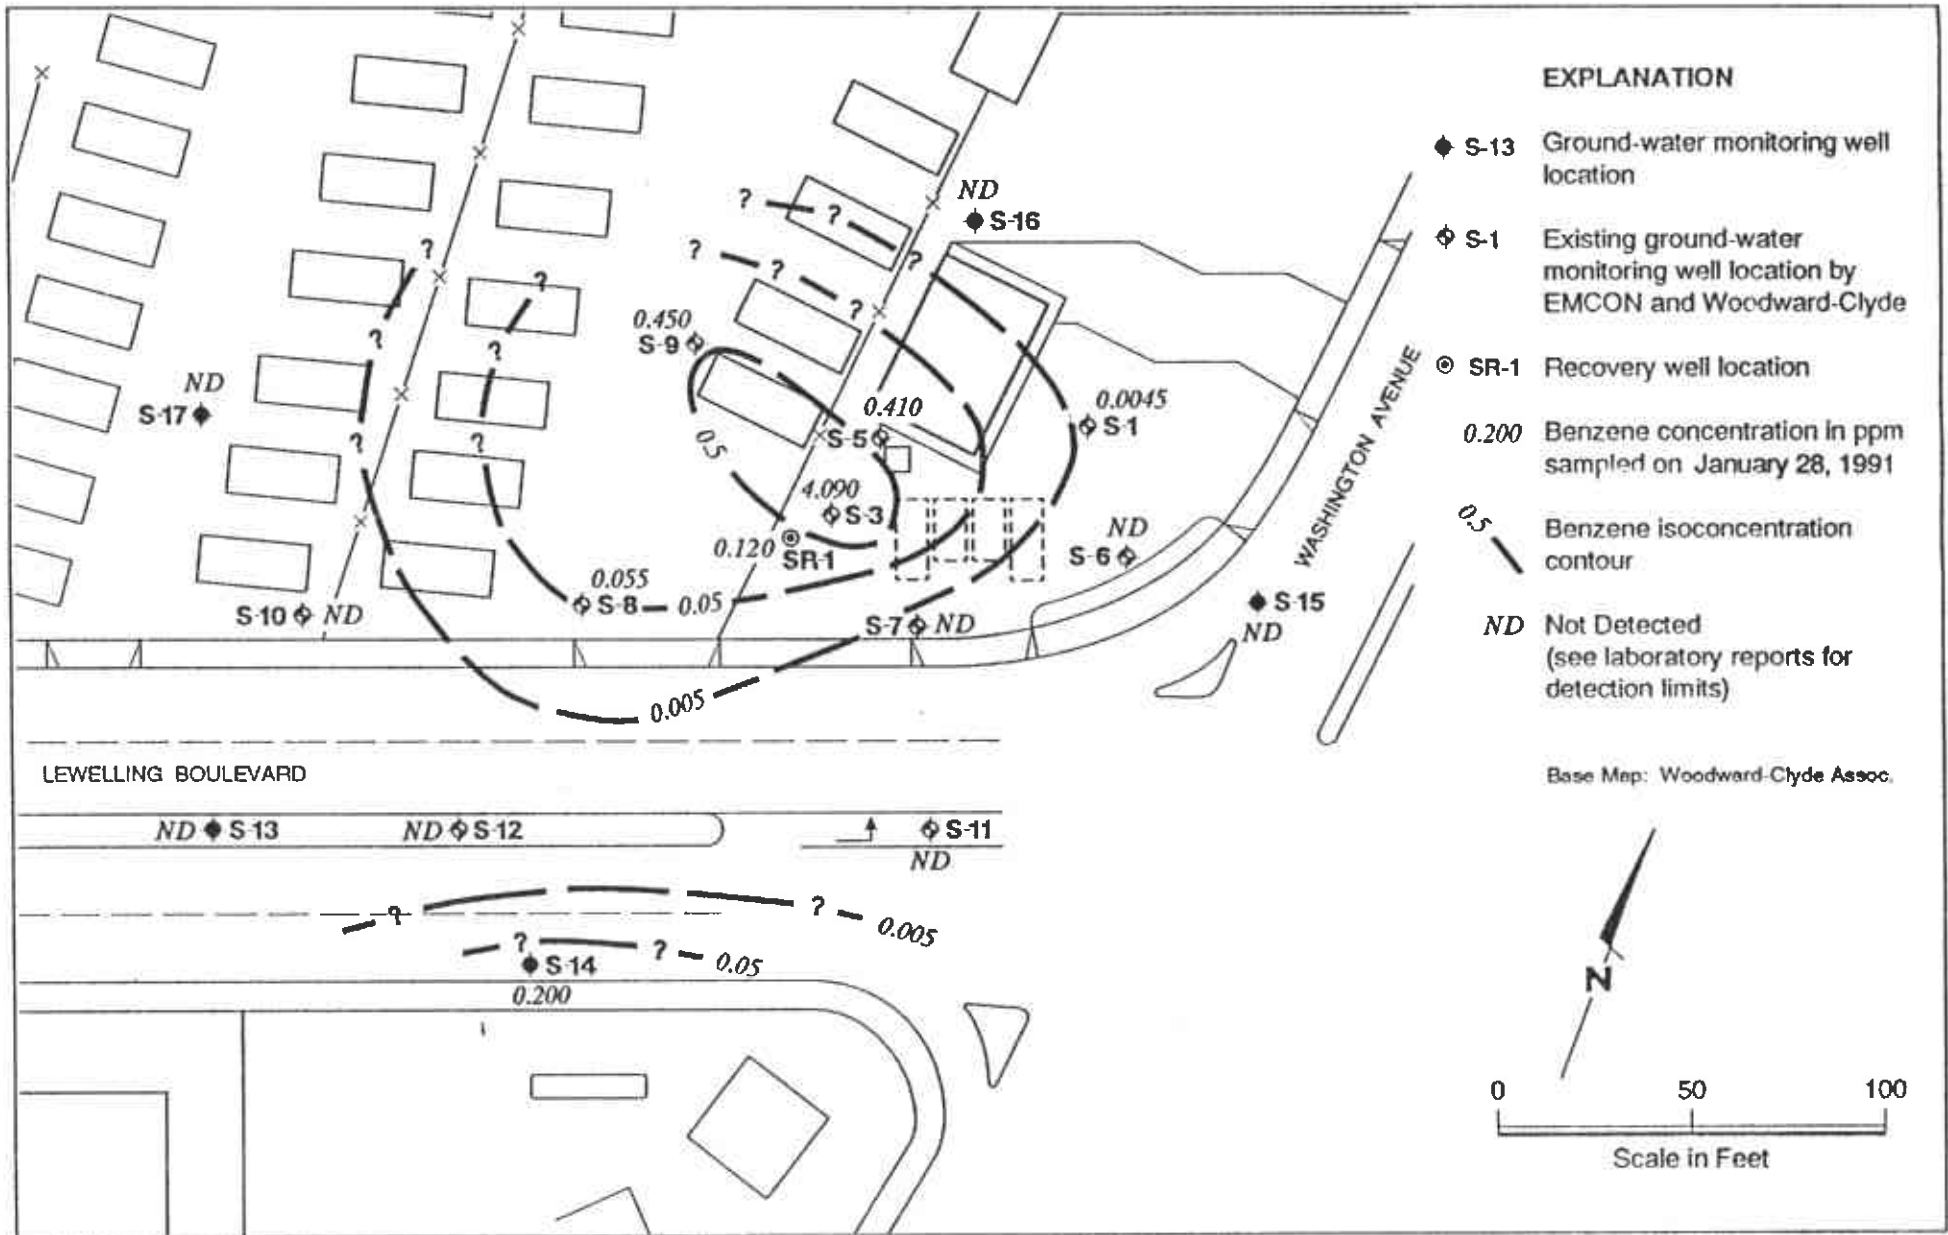 EXPLANATION
S-13 Ground-water monitoring well
location
S-1 Existing ground-water
monitoring well location by
EMCON and Woodward-Clyde
SR-1 Recovery well location
0.200 Benzene concentration in ppm
sampled on January 28, 1991
0.5 Benzene isoconcentration
contour
ND Not Detected
(see laboratory reports for
detection limits)
Base Map: Woodward-Clyde Assoc.
N
0 50 100
Scale in Feet
ND
S-16
? ?
?
? ?
?
?
?
?
?
?
?
0.450
S-9
ND
S-17
0.410
S-5
0.0045
S-1
0.5
4.090
S-3
0.120
SR-1
ND
S-6
0.055
S-8
0.05
S-10 ND
S-7 ND
S-15
ND
0.005
WASHINGTON AVENUE
LEWELLING BOULEVARD
ND S-13
ND S-12
S-11
ND
? ?
0.005
? ?
0.05
S-14
0.200